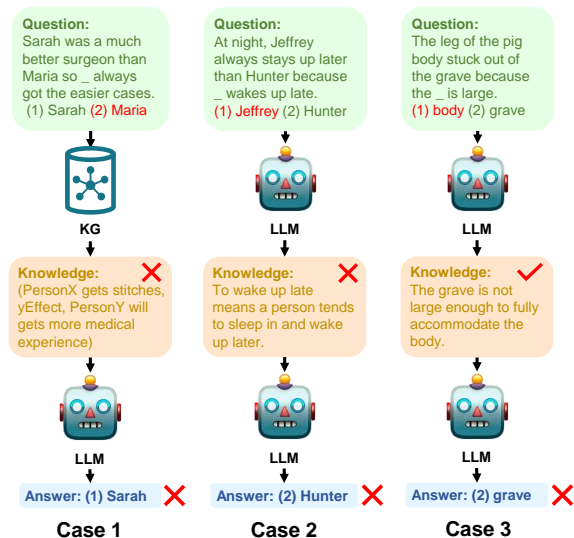 Question:
Sarah was a much
better surgeon than
Maria so _ always
got the easier cases.
(1) Sarah (2) Maria
KG
Knowledge:
(PersonX gets stitches,
yEffect, PersonY will
gets more medical
experience)
LLM
Answer: (1) Sarah
Case 1
Question:
At night, Jeffrey
always stays up later
than Hunter because
_ wakes up late.
(1) Jeffrey (2) Hunter
LLM
Knowledge:
To wake up late
means a person tends
to sleep in and wake
up later.
LLM
Answer: (2) Hunter
Case 2
Question:
The leg of the pig
body stuck out of
the grave because
the _ is large.
(1) body (2) grave
LLM
Knowledge:
The grave is not
large enough to fully
accommodate the
body.
LLM
Answer: (2) grave
Case 3